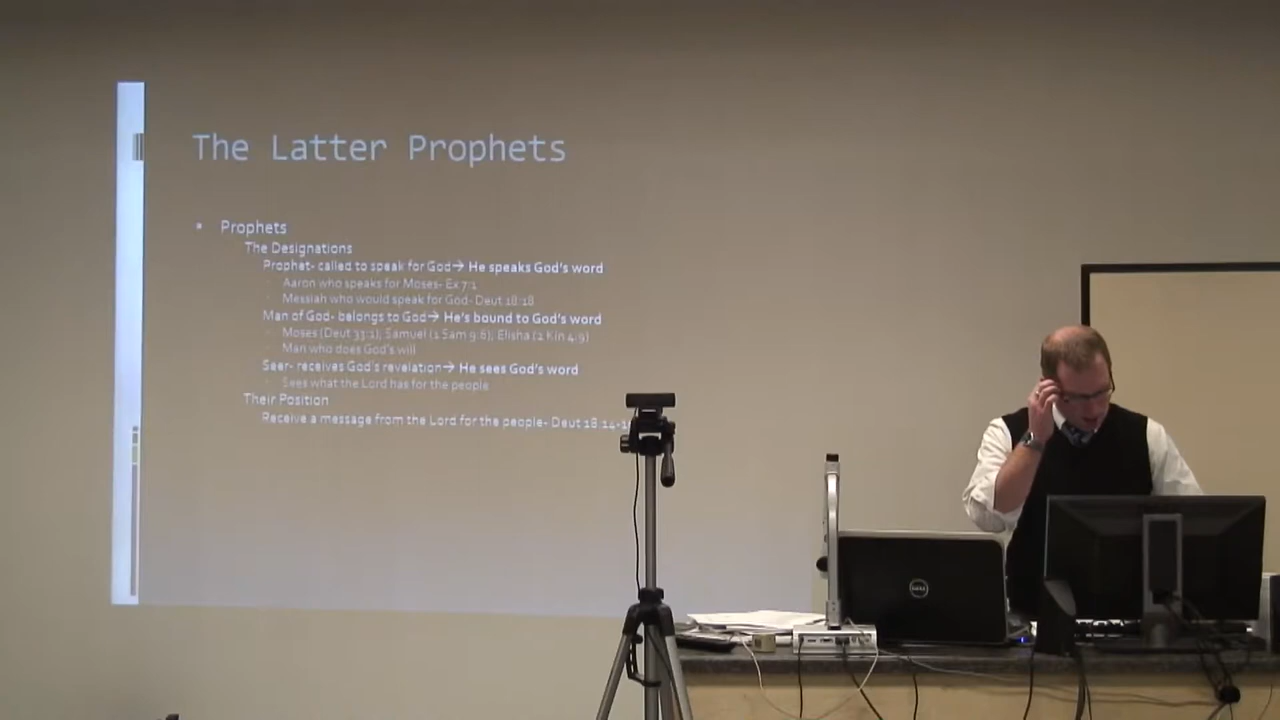 The Latter Prophets
▪ Prophets
The Designations
Prophet- called to speak for God→ He speaks God's word
Aaron who speaks for Moses- Ex 7:1
Messiah who would speak for God- Deut 18:18
Man of God- belongs to God→ He's bound to God's word
Moses (Deut 33:1), Samuel (1 Sam 9:6), Elisha (2 Kin 4:9)
Man who does God's will
Seer- receives God's revelation→ He sees God's word
Sees what the Lord has for the people
Their Position
Receive a message from the Lord for the people- Deut 18:14-1
DELL